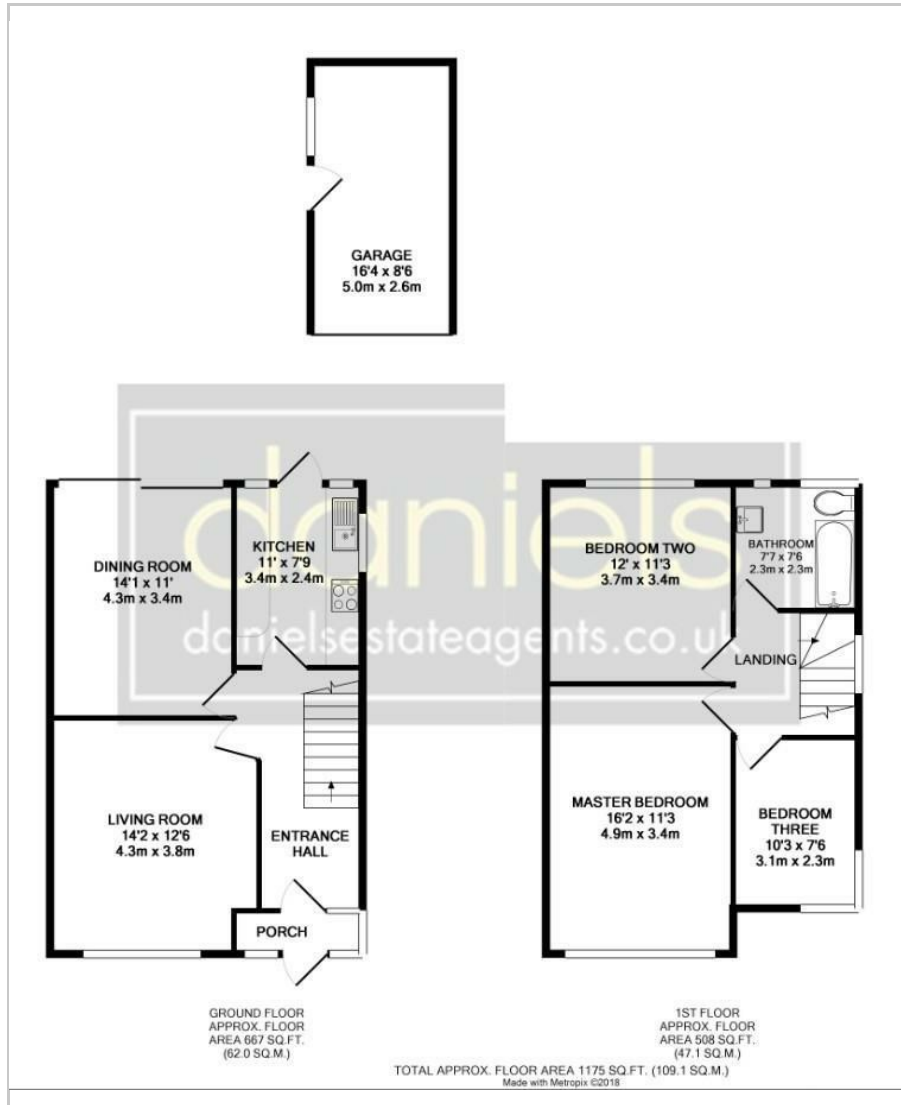 GARAGE
16'4 x 8'6
5.0m x 2.6m
daniels
danielsestateagents.co.uk
DINING ROOM
14'1 x 11'
4.3m x 3.4m
KITCHEN
11' x 7'9
3.4m x 2.4m
LIVING ROOM
14'2 x 12'6
4.3m x 3.8m
ENTRANCE
HALL
PORCH
BEDROOM TWO
12' x 11'3
3.7m x 3.4m
BATHROOM
7'7 x 7'6
2.3m x 2.3m
LANDING
MASTER BEDROOM
16'2 x 11'3
4.9m x 3.4m
BEDROOM
THREE
10'3 x 7'6
3.1m x 2.3m
GROUND FLOOR
APPROX. FLOOR
AREA 667 SQ.FT.
(62.0 SQ.M.)
1ST FLOOR
APPROX. FLOOR
AREA 508 SQ.FT.
(47.1 SQ.M.)
TOTAL APPROX. FLOOR AREA 1175 SQ.FT. (109.1 SQ.M.)
Made with Metropix ©2018